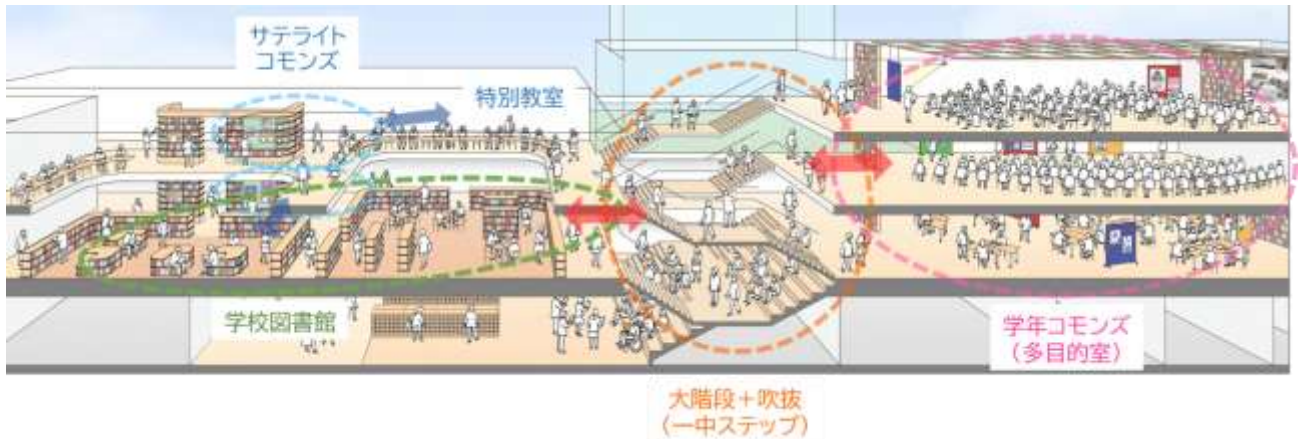 サテライト
コモンズ
特別教室
学校図書館
学年コモンズ
（多目的室）
大階段＋吹抜
（一中ステップ）